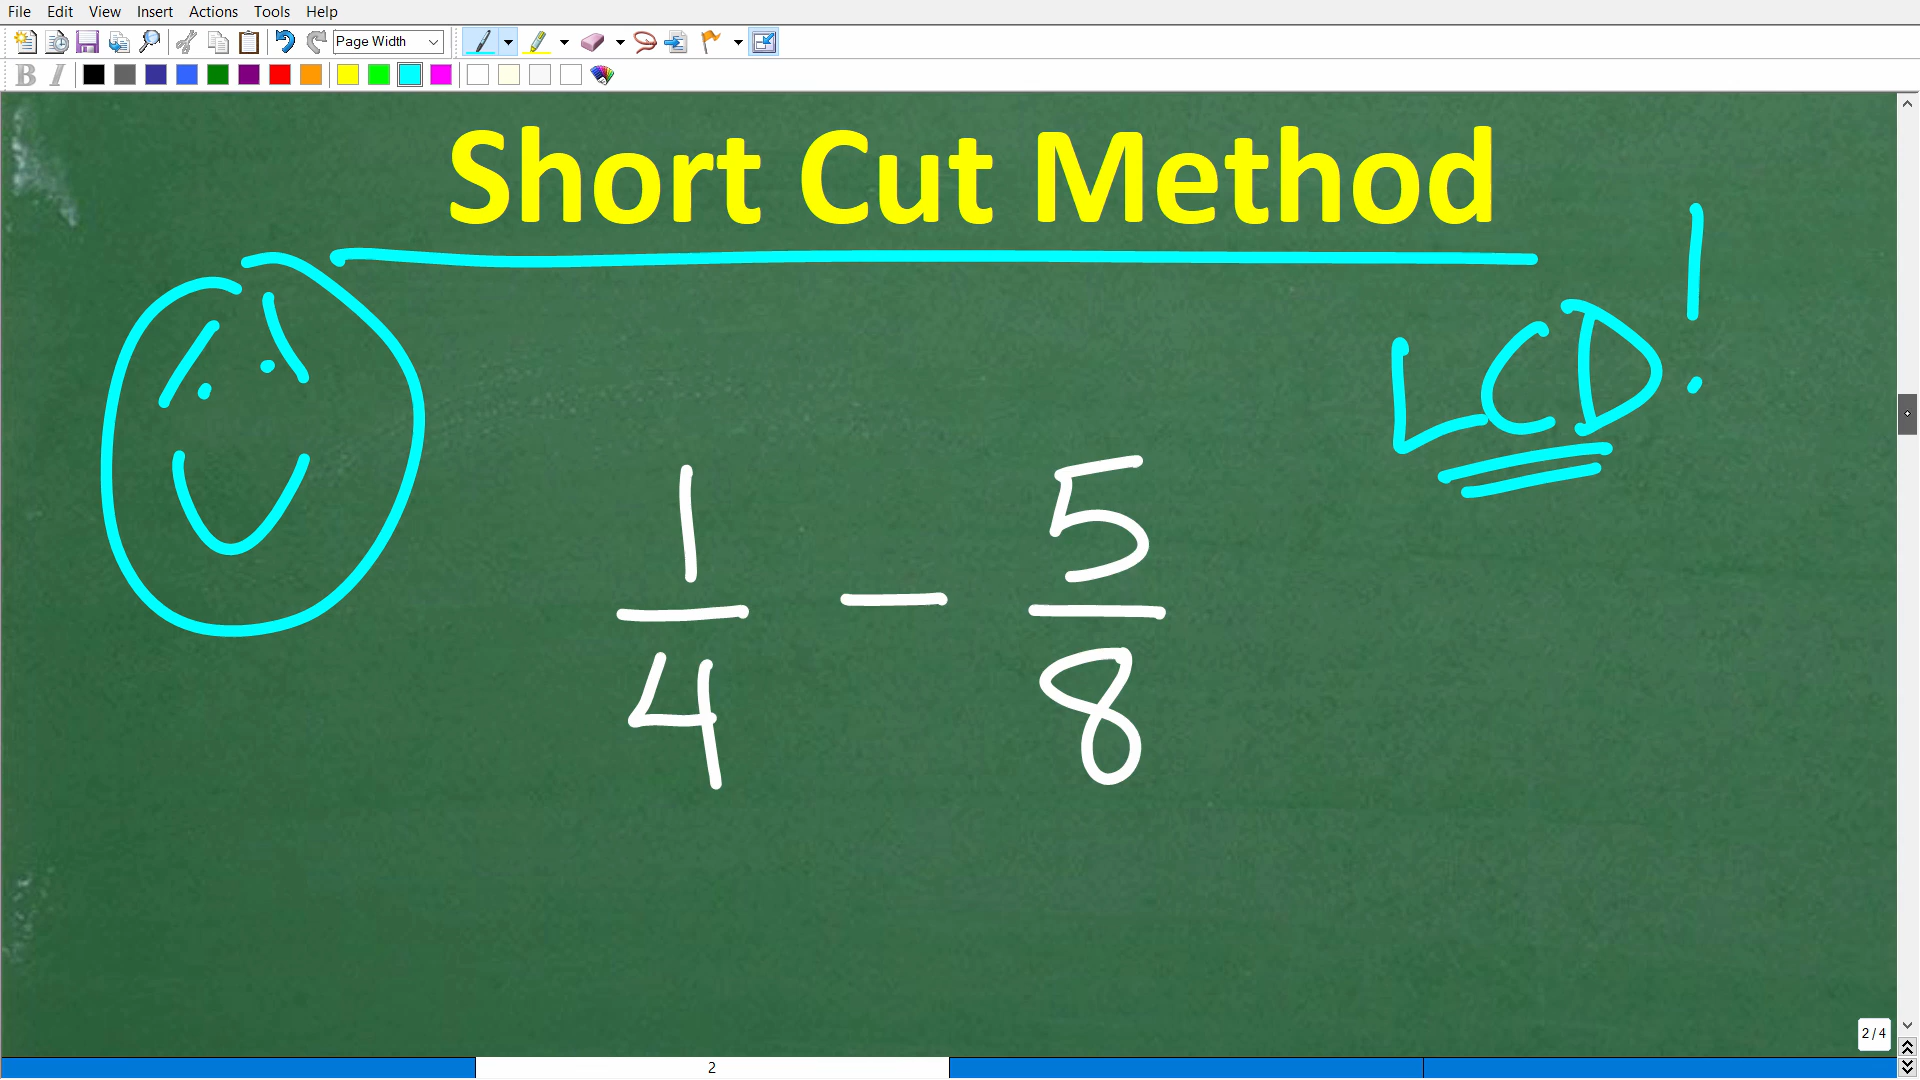 File Edit View Insert Actions Tools Help
Page Width
B I
Short Cut Method
LCD!
1 5
— - —
4 8
2 / 4
2